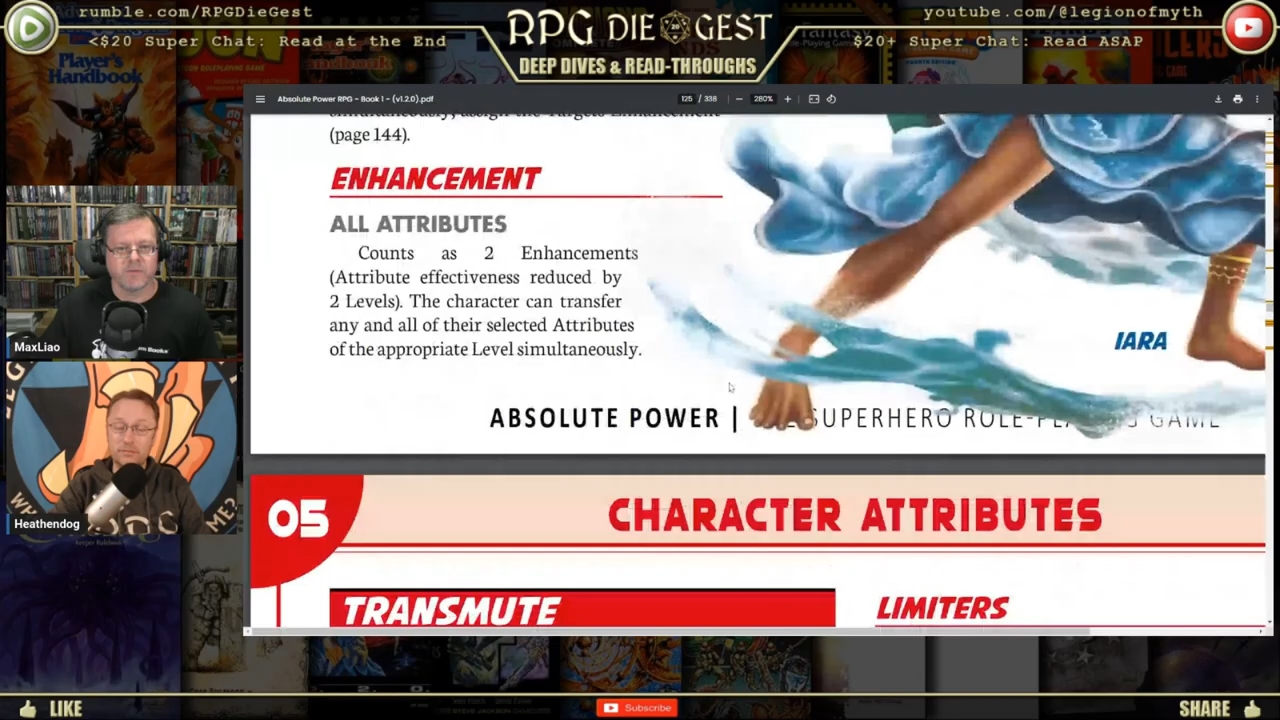 rumble.com/RPGDieGest
<$20 Super Chat: Read at the End
RPG DIE GEST
DEEP DIVES & READ-THROUGHS
youtube.com/@legionofmyth
$20+ Super Chat: Read ASAP
Player's
Handbook
Absolute Power RPG - Book 1 - (v1.2.0).pdf
125 / 338
280%
(page 144).
ENHANCEMENT
ALL ATTRIBUTES
Counts as 2 Enhancements
(Attribute effectiveness reduced by
2 Levels). The character can transfer
any and all of their selected Attributes
of the appropriate Level simultaneously.
IARA
ABSOLUTE POWER | SUPERHERO ROLE-PLAYING GAME
05
CHARACTER ATTRIBUTES
TRANSMUTE
LIMITERS
MaxLiao
Heathendog
ME?
LIKE
Subscribe
SHARE